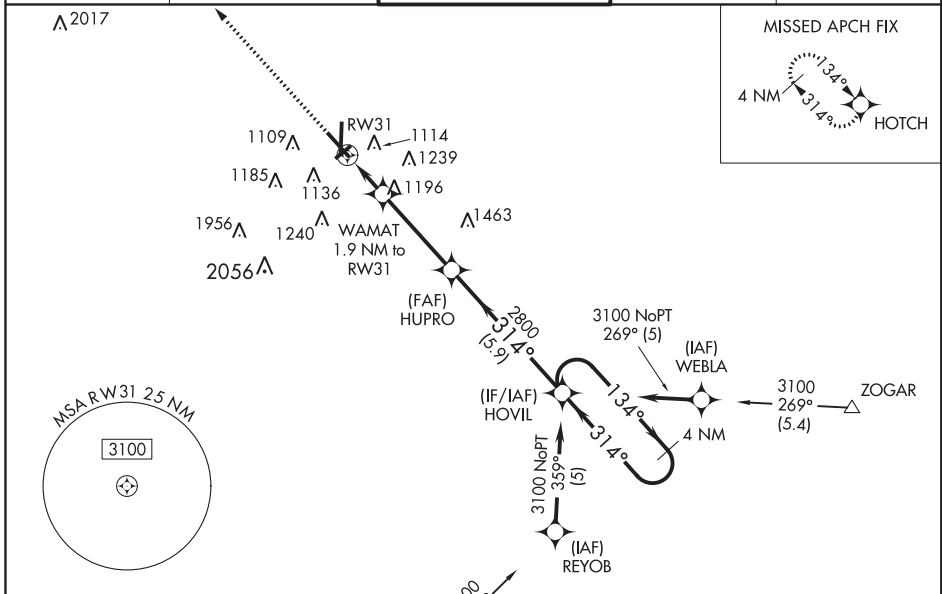 2017
MISSED APCH FIX
134°
4 NM
314°
HOTCH
RW31
1109
1114
1239
1185
1136
1196
1956
1240
WAMAT
1.9 NM to
RW31
1463
2056
(FAF)
HUPRO
2800
314°
(5.9)
3100 NoPT
269° (5)
(IAF)
WEBLA
(IF/IAF)
HOVIL
134°
314°
4 NM
3100
269°
(5.4)
ZOGAR
MSA RW31 25 NM
3100
3100 NoPT
359°
(5)
(IAF)
REYOB